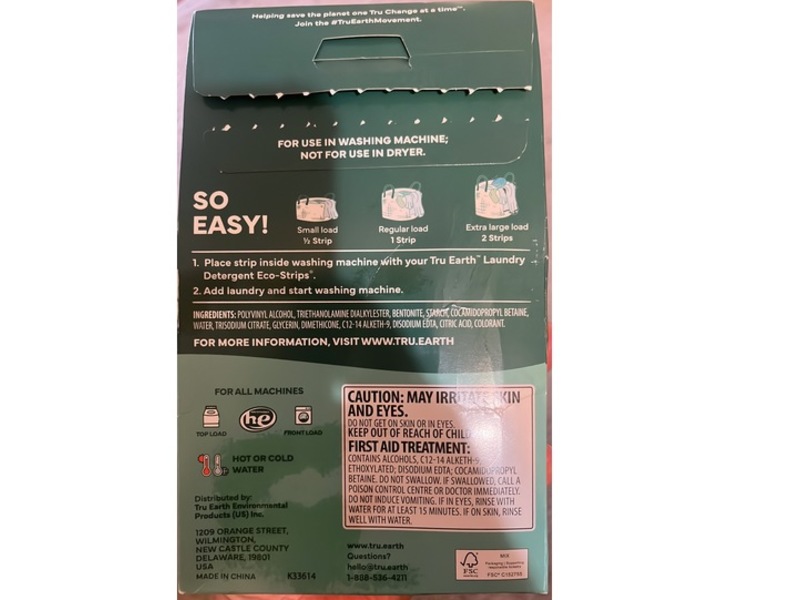 Helping save the planet one Tru Change at a time™.
Join the #TruEarthMovement.
FOR USE IN WASHING MACHINE;
NOT FOR USE IN DRYER.
SO
EASY!
Small load
½ Strip
Regular load
1 Strip
Extra large load
2 Strips
1. Place strip inside washing machine with your Tru Earth™ Laundry
Detergent Eco-Strips®.
2. Add laundry and start washing machine.
INGREDIENTS: POLYVINYL ALCOHOL, TRIETHANOLAMINE DIALKYLESTER, BENTONITE, STARCH, COCAMIDOPROPYL BETAINE,
WATER, TRISODIUM CITRATE, GLYCERIN, DIMETHICONE, C12-14 ALKETH-9, DISODIUM EDTA, CITRIC ACID, COLORANT.
FOR MORE INFORMATION, VISIT WWW.TRU.EARTH
FOR ALL MACHINES
TOP LOAD
he
FRONT LOAD
HOT OR COLD
WATER
Distributed by:
Tru Earth Environmental
Products (US) Inc.
1209 ORANGE STREET,
WILMINGTON,
NEW CASTLE COUNTY
DELAWARE, 19801
USA
MADE IN CHINA K33614
CAUTION: MAY IRRITATE SKIN
AND EYES.
DO NOT GET ON SKIN OR IN EYES.
KEEP OUT OF REACH OF
FIRST AID TREATMENT:
CONTAINS ALCOHOLS, C12-14 ALKETH-9,
ETHOXYLATED; DISODIUM EDTA; COCAMIDOPROPYL
BETAINE. DO NOT SWALLOW. IF SWALLOWED, CALL A
POISON CONTROL CENTRE OR DOCTOR IMMEDIATELY.
DO NOT INDUCE VOMITING. IF IN EYES, RINSE WITH
WATER FOR AT LEAST 15 MINUTES. IF ON SKIN, RINSE
WELL WITH WATER.
www.tru.earth
Questions?
hello@tru.earth
1-888-536-4211
FSC
MIX
Packaging | Supporting
responsible forestry
FSC® C152755